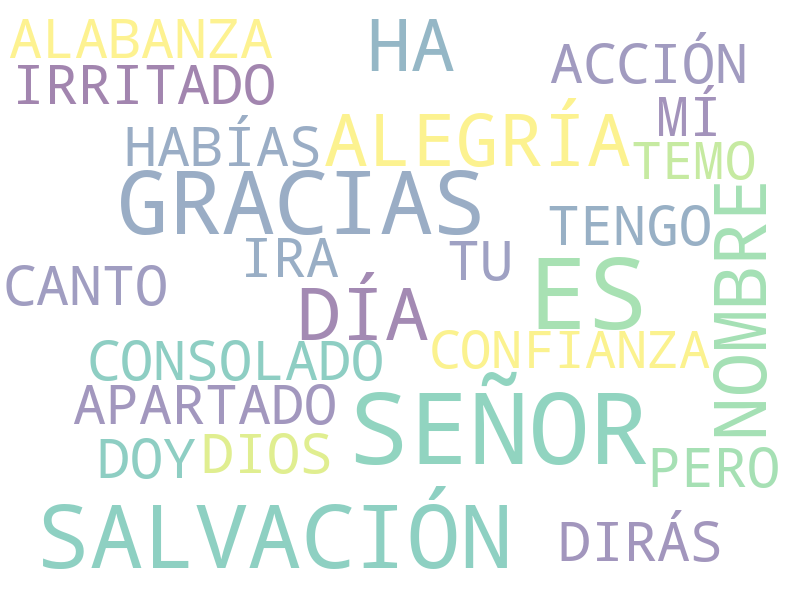 ALABANZA
HA
ACCIÓN
IRRITADO
MÍ
HABÍAS
ALEGRÍA
TEMO
GRACIAS
NOMBRE
TENGO
IRA
TU
ES
CANTO
DÍA
CONSOLADO
CONFIANZA
APARTADO
SEÑOR
DOY
DIOS
PERO
SALVACIÓN
DIRÁS